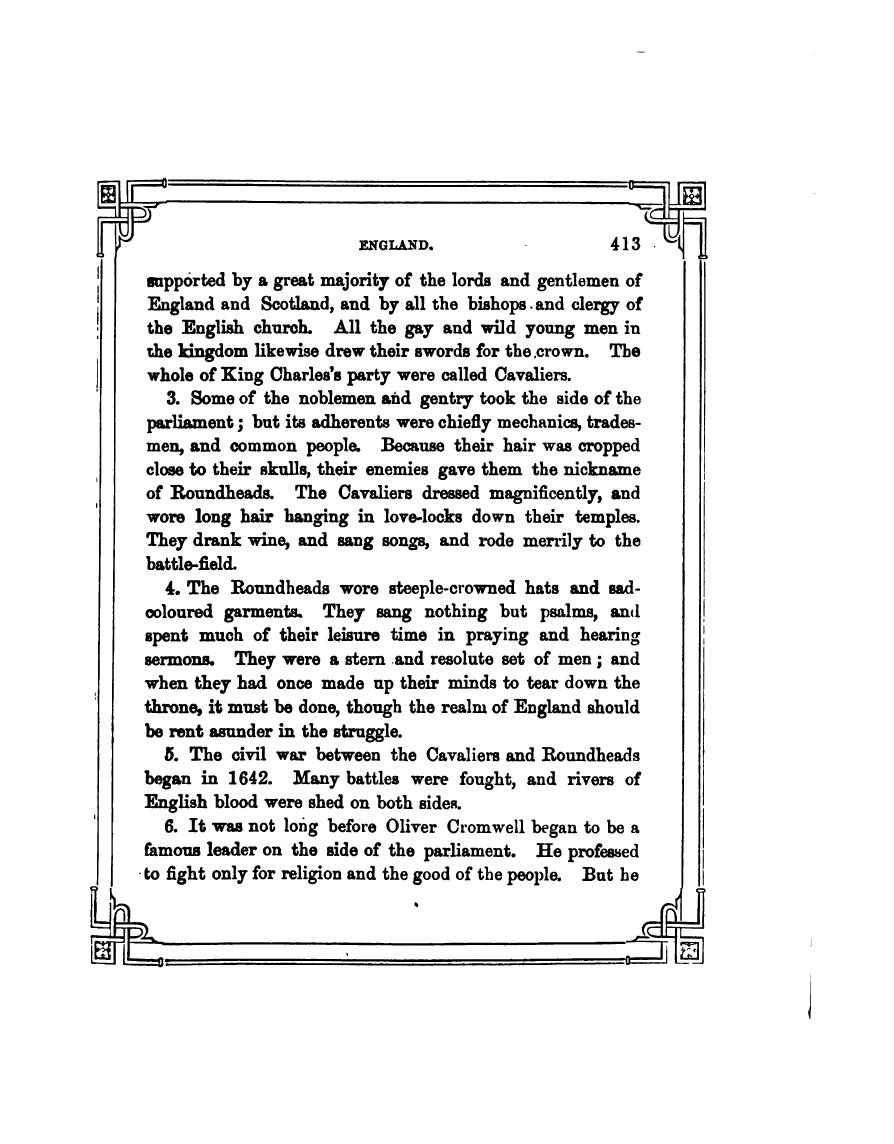 ENGLAND. 413
supported by a great majority of the lords and gentlemen of
England and Scotland, and by all the bishops and clergy of
the English church. All the gay and wild young men in
the kingdom likewise drew their swords for the crown. The
whole of King Charles's party were called Cavaliers.
3. Some of the noblemen and gentry took the side of the
parliament; but its adherents were chiefly mechanics, trades-
men, and common people. Because their hair was cropped
close to their skulls, their enemies gave them the nickname
of Roundheads. The Cavaliers dressed magnificently, and
wore long hair hanging in love-locks down their temples.
They drank wine, and sang songs, and rode merrily to the
battle-field.
4. The Roundheads wore steeple-crowned hats and sad-
coloured garments. They sang nothing but psalms, and
spent much of their leisure time in praying and hearing
sermons. They were a stern and resolute set of men; and
when they had once made up their minds to tear down the
throne, it must be done, though the realm of England should
be rent asunder in the struggle.
5. The civil war between the Cavaliers and Roundheads
began in 1642. Many battles were fought, and rivers of
English blood were shed on both sides.
6. It was not long before Oliver Cromwell began to be a
famous leader on the side of the parliament. He professed
to fight only for religion and the good of the people. But he